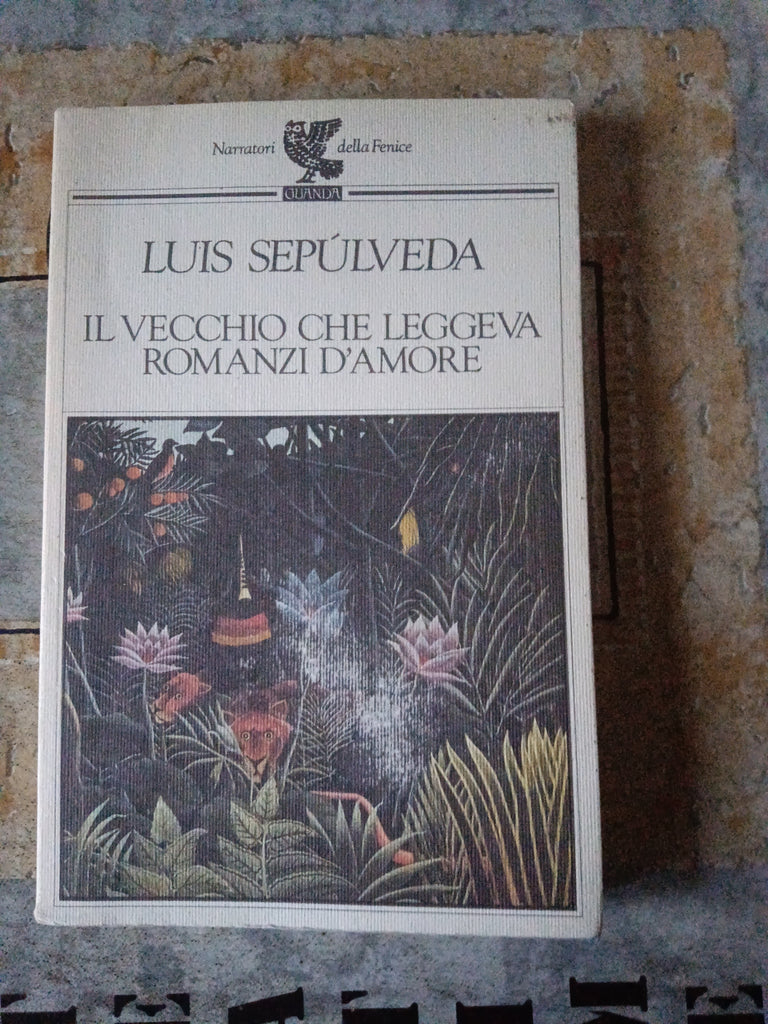 Narratori della Fenice
GUANDA
LUIS SEPÚLVEDA
IL VECCHIO CHE LEGGEVA
ROMANZI D'AMORE